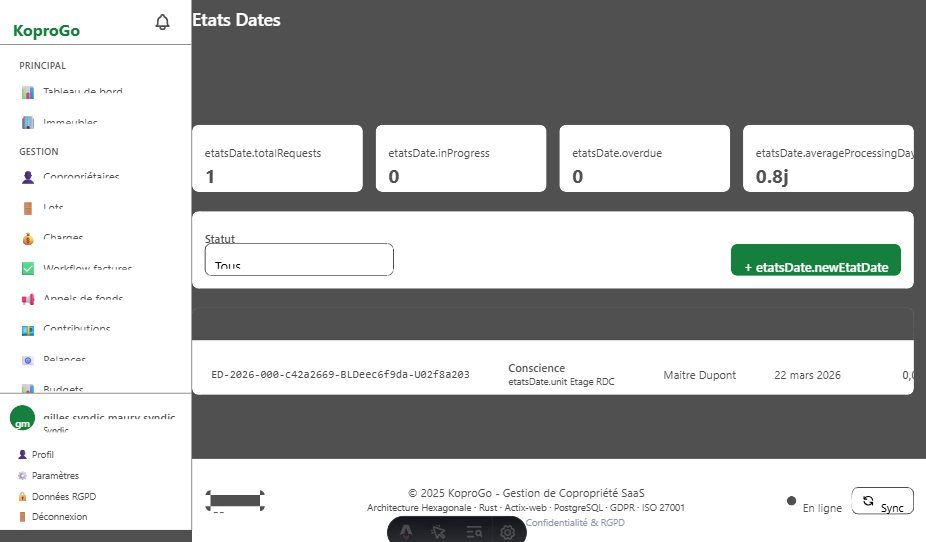 KoproGo
Etats Dates
PRINCIPAL
Tableau de bord
Immeubles
GESTION
Copropriétaires
Lots
Charges
Workflow factures
Appels de fonds
Contributions
Relances
Budgets
gm
gilles syndic maury syndic
Syndic
Profil
Paramètres
Données RGPD
Déconnexion
etatsDate.totalRequests
1
etatsDate.inProgress
0
etatsDate.overdue
0
etatsDate.averageProcessingDay
0.8j
Statut
Tous
+ etatsDate.newEtatDate
ED-2026-000-c42a2669-BLDeec6f9da-U02f8a203
Conscience
etatsDate.unit Etage RDC
Maitre Dupont
22 mars 2026
0,0
© 2025 KoproGo - Gestion de Copropriété SaaS
Architecture Hexagonale · Rust · Actix-web · PostgreSQL · GDPR · ISO 27001
Confidentialité & RGPD
En ligne
Sync